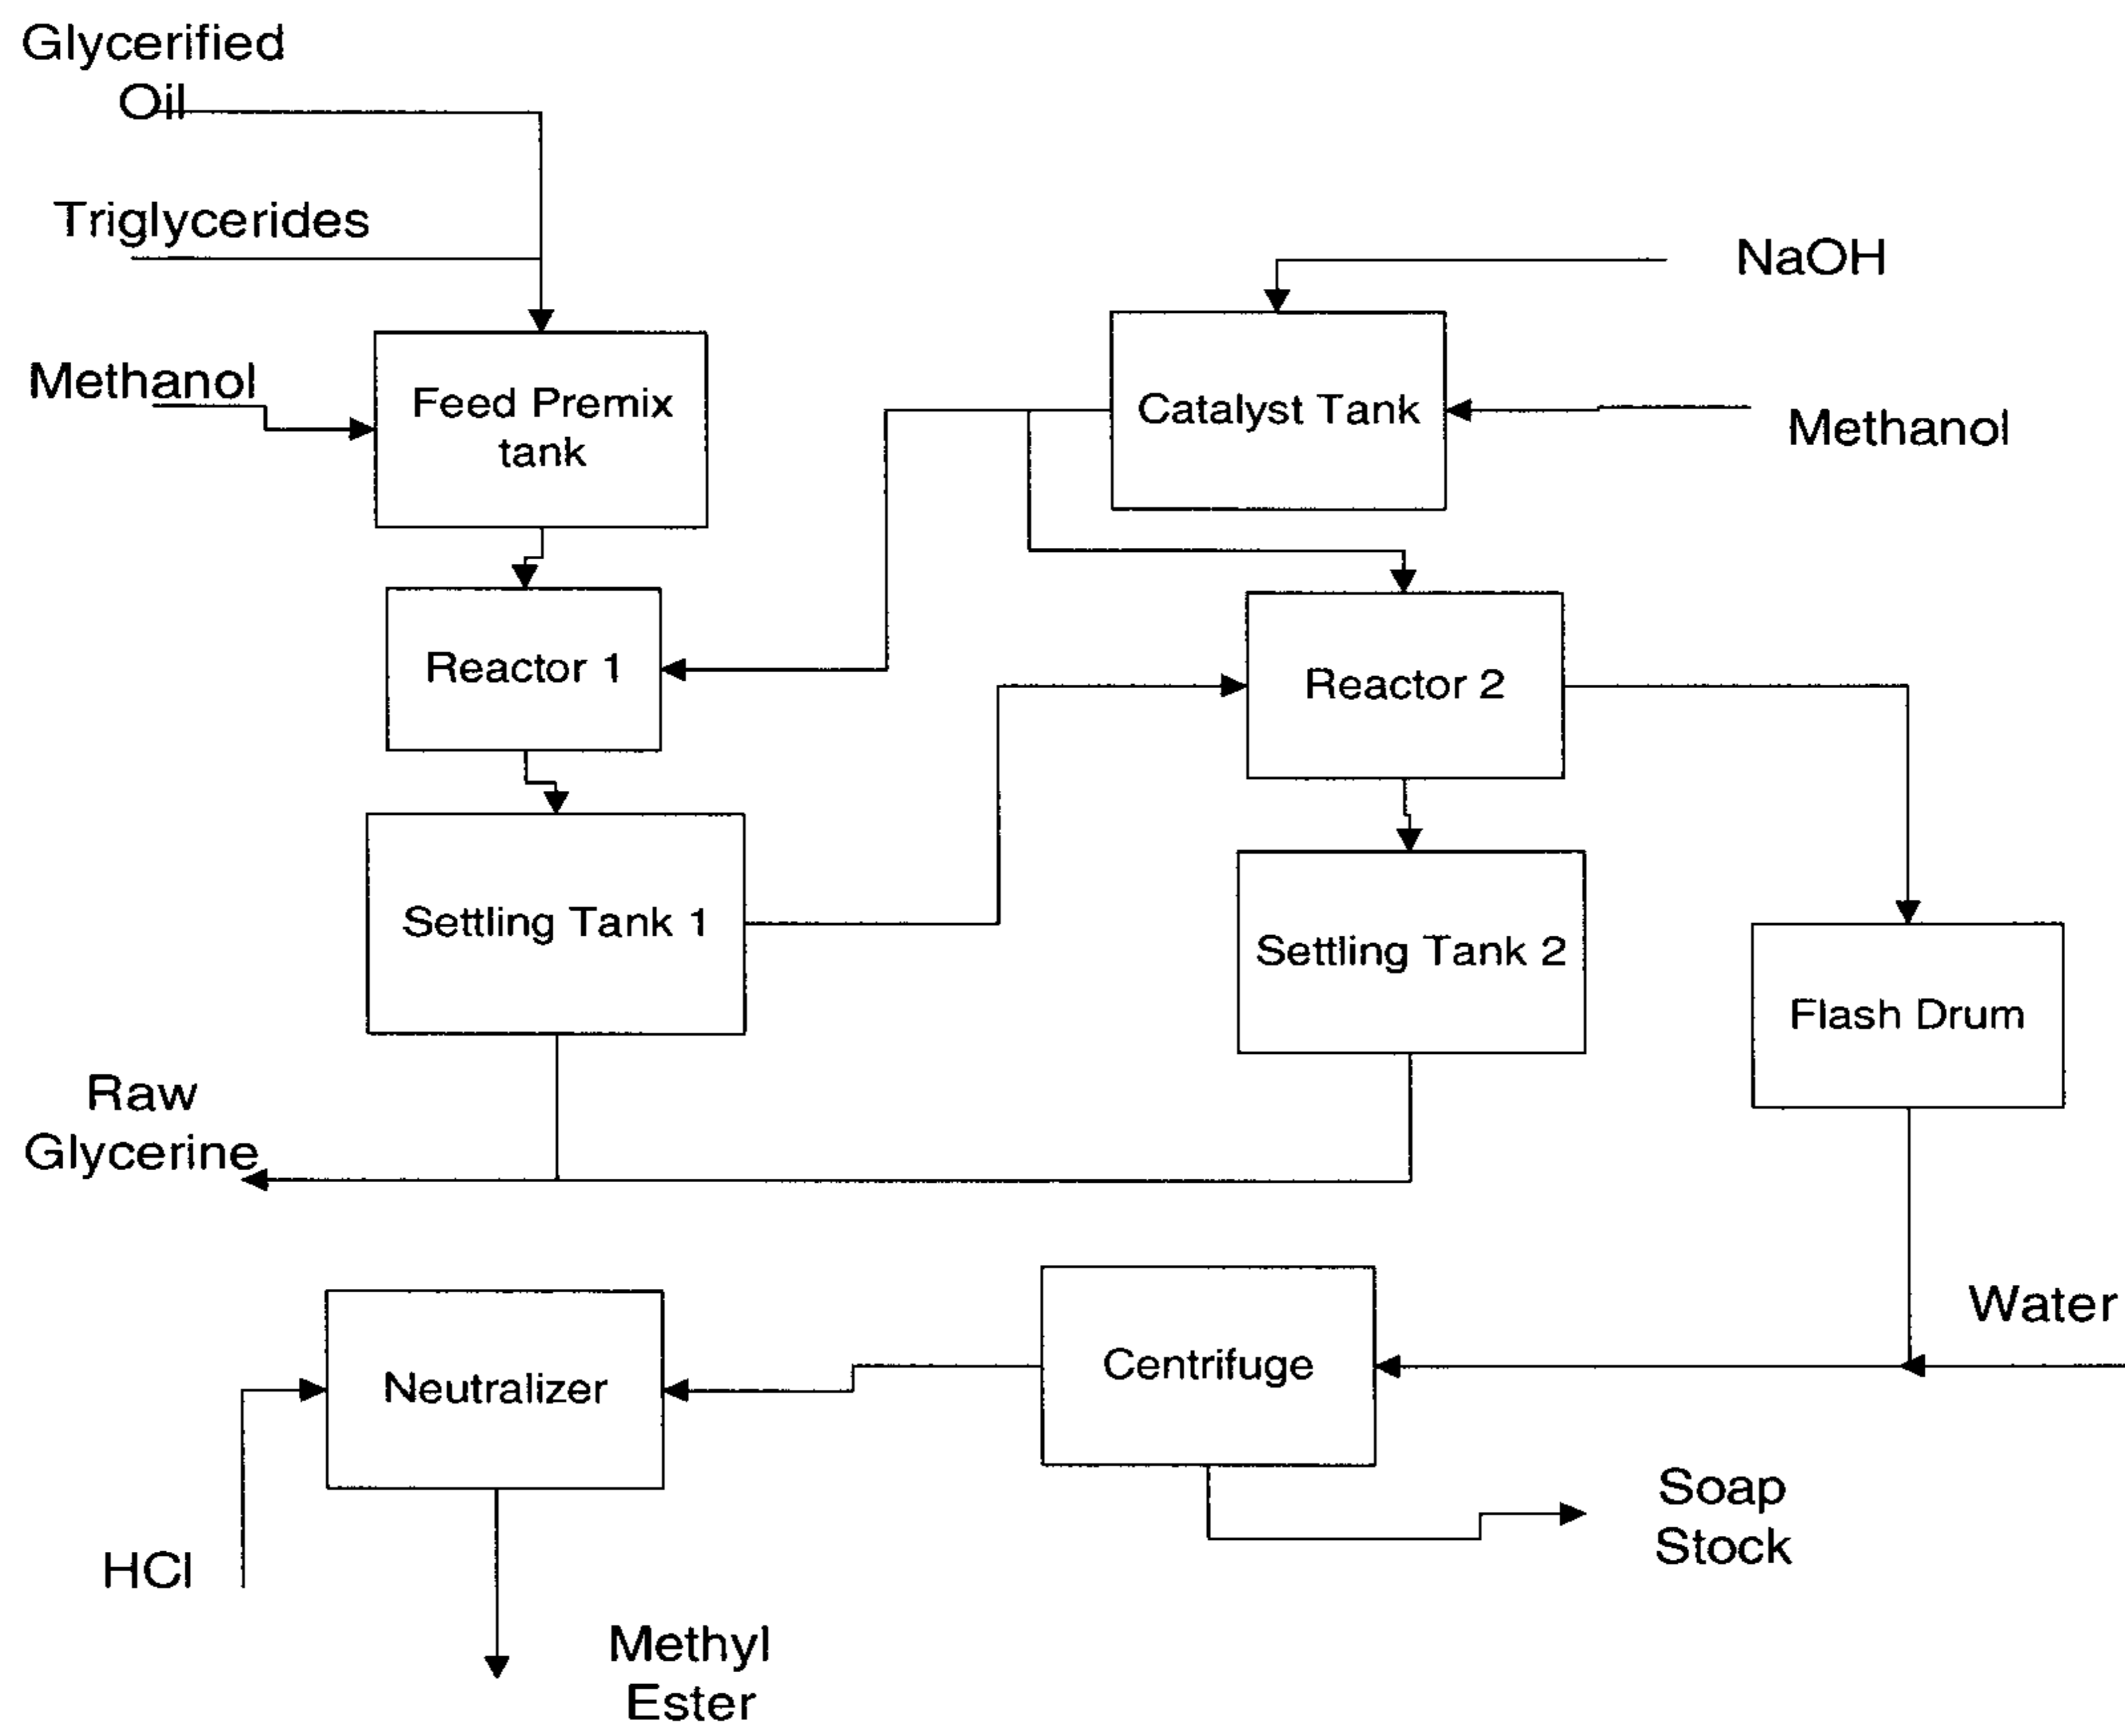 Glycerified
Oil
Triglycerides
NaOH
Methanol
Feed Premix
tank
Catalyst Tank
Methanol
Reactor 1
Reactor 2
Settling Tank 1
Settling Tank 2
Flash Drum
Raw
Glycerine
Water
Neutralizer
Centrifuge
Soap
Stock
HCl
Methyl
Ester